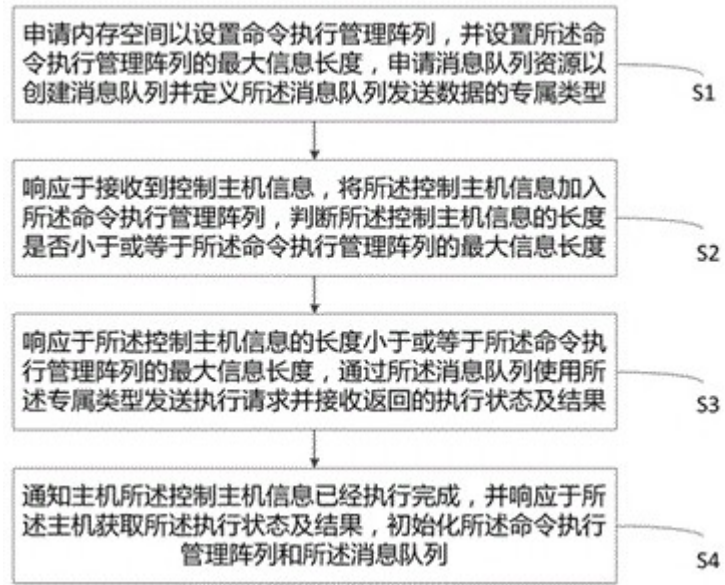 申请内存空间以设置命令执行管理阵列，并设置所述命
令执行管理阵列的最大信息长度，申请消息队列资源以
创建消息队列并定义所述消息队列发送数据的专属类型
S1
响应于接收到控制主机信息，将所述控制主机信息加入
所述命令执行管理阵列，判断所述控制主机信息的长度
是否小于或等于所述命令执行管理阵列的最大信息长度
S2
响应于所述控制主机信息的长度小于或等于所述命令执
行管理阵列的最大信息长度，通过所述消息队列使用所
述专属类型发送执行请求并接收返回的执行状态及结果
S3
通知主机所述控制主机信息已经执行完成，并响应于所
述主机获取所述执行状态及结果，初始化所述命令执行
管理阵列和所述消息队列
S4